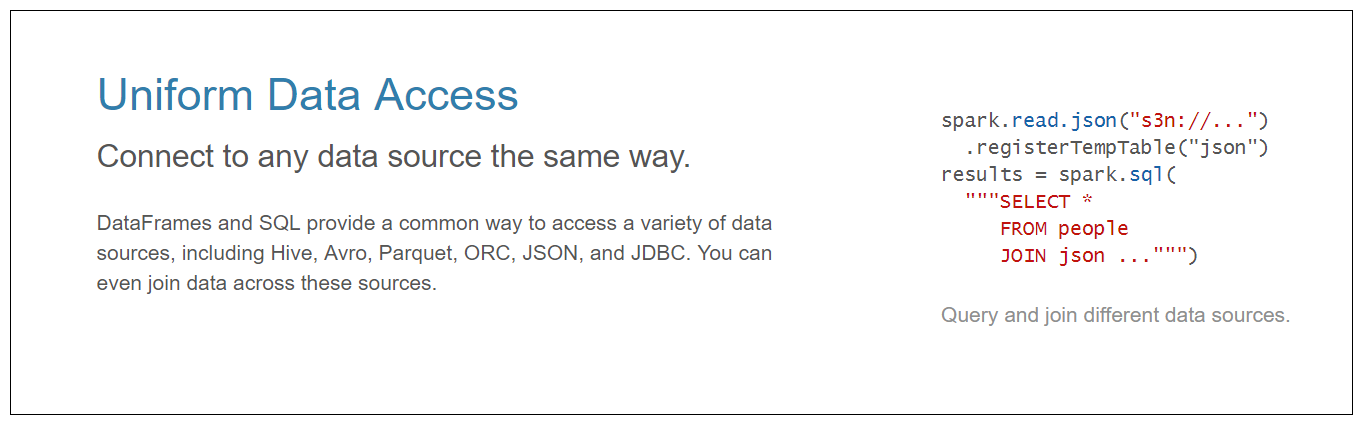 Uniform Data Access
Connect to any data source the same way.
DataFrames and SQL provide a common way to access a variety of data
sources, including Hive, Avro, Parquet, ORC, JSON, and JDBC. You can
even join data across these sources.
spark.read.json("s3n://...")
  .registerTempTable("json")
results = spark.sql(
  """SELECT *
     FROM people
     JOIN json ...""")
Query and join different data sources.